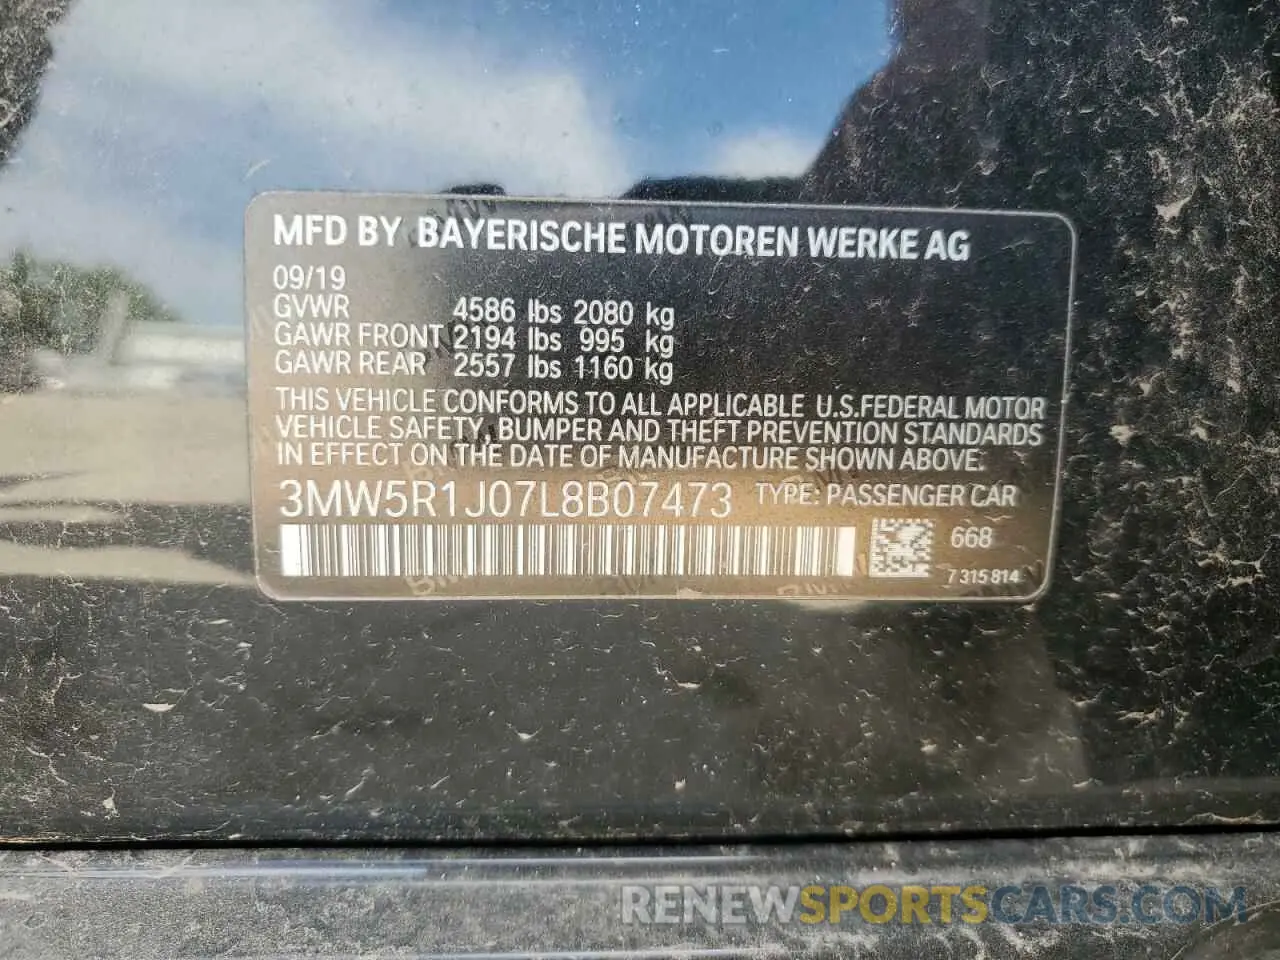 MFD BY BAYERISCHE MOTOREN WERKE AG
09/19
GVWR 4586 lbs 2080 kg
GAWR FRONT 2194 lbs 995 kg
GAWR REAR 2557 lbs 1160 kg
THIS VEHICLE CONFORMS TO ALL APPLICABLE U.S.FEDERAL MOTOR
VEHICLE SAFETY, BUMPER AND THEFT PREVENTION STANDARDS
IN EFFECT ON THE DATE OF MANUFACTURE SHOWN ABOVE.
3MW5R1J07L8B07473 TYPE: PASSENGER CAR
668
7 315 814
RENEWSPORTSCARS.COM